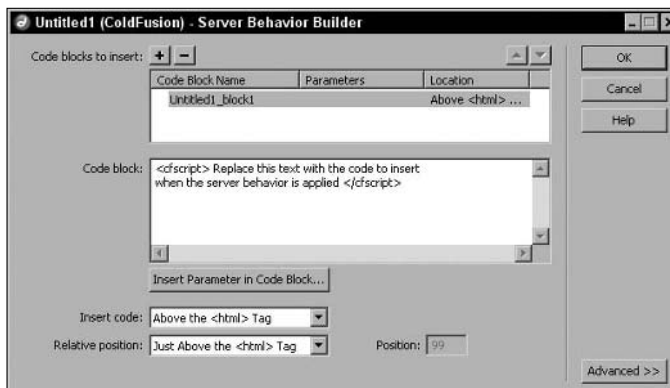 Untitled1 (ColdFusion) - Server Behavior Builder
Code blocks to insert:
Code Block Name Parameters Location
Untitled1_block1 Above <html> ...
Code block:
<cfscript> Replace this text with the code to insert
when the server behavior is applied </cfscript>
Insert Parameter in Code Block...
Insert code: Above the <html> Tag
Relative position: Just Above the <html> Tag Position: 99
OK
Cancel
Help
Advanced >>